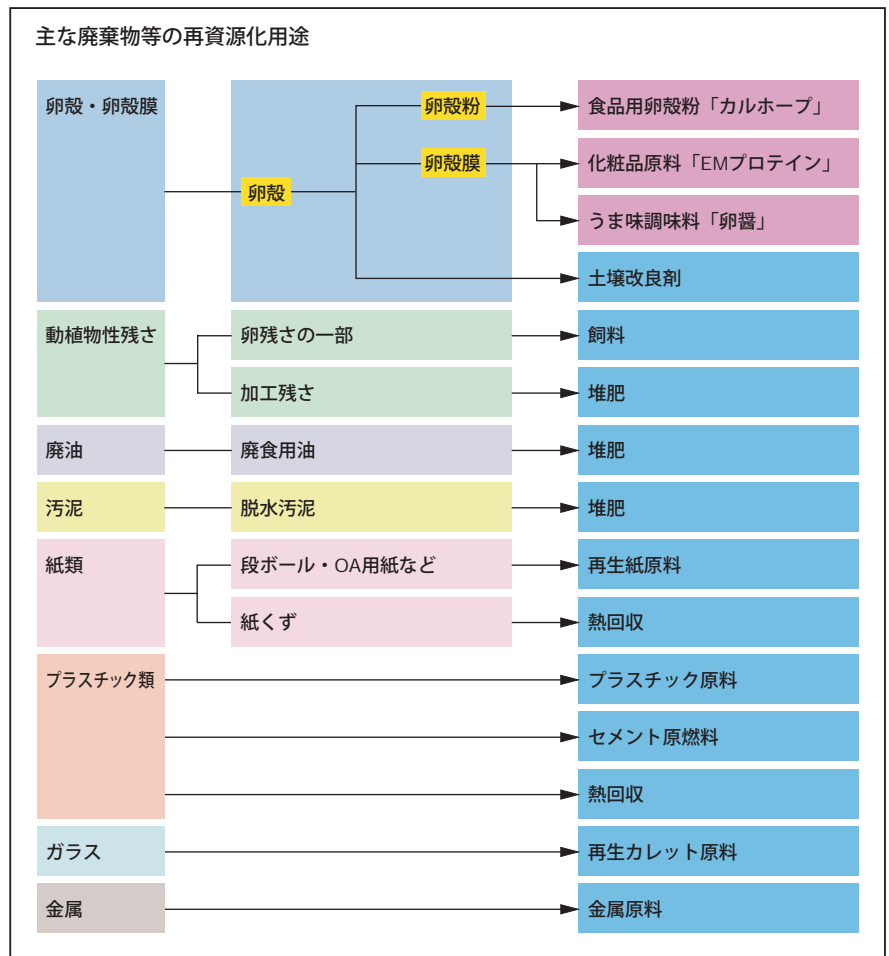 主な廃棄物等の再資源化用途
卵殻・卵殻膜
卵殻
卵殻粉
食品用卵殻粉「カルホープ」
卵殻膜
化粧品原料「EMプロテイン」
うま味調味料「卵醤」
土壌改良剤
動植物性残さ
卵残さの一部
飼料
加工残さ
堆肥
廃油
廃食用油
堆肥
汚泥
脱水汚泥
堆肥
紙類
段ボール・OA用紙など
再生紙原料
紙くず
熱回収
プラスチック類
プラスチック原料
セメント原燃料
熱回収
ガラス
再生カレット原料
金属
金属原料